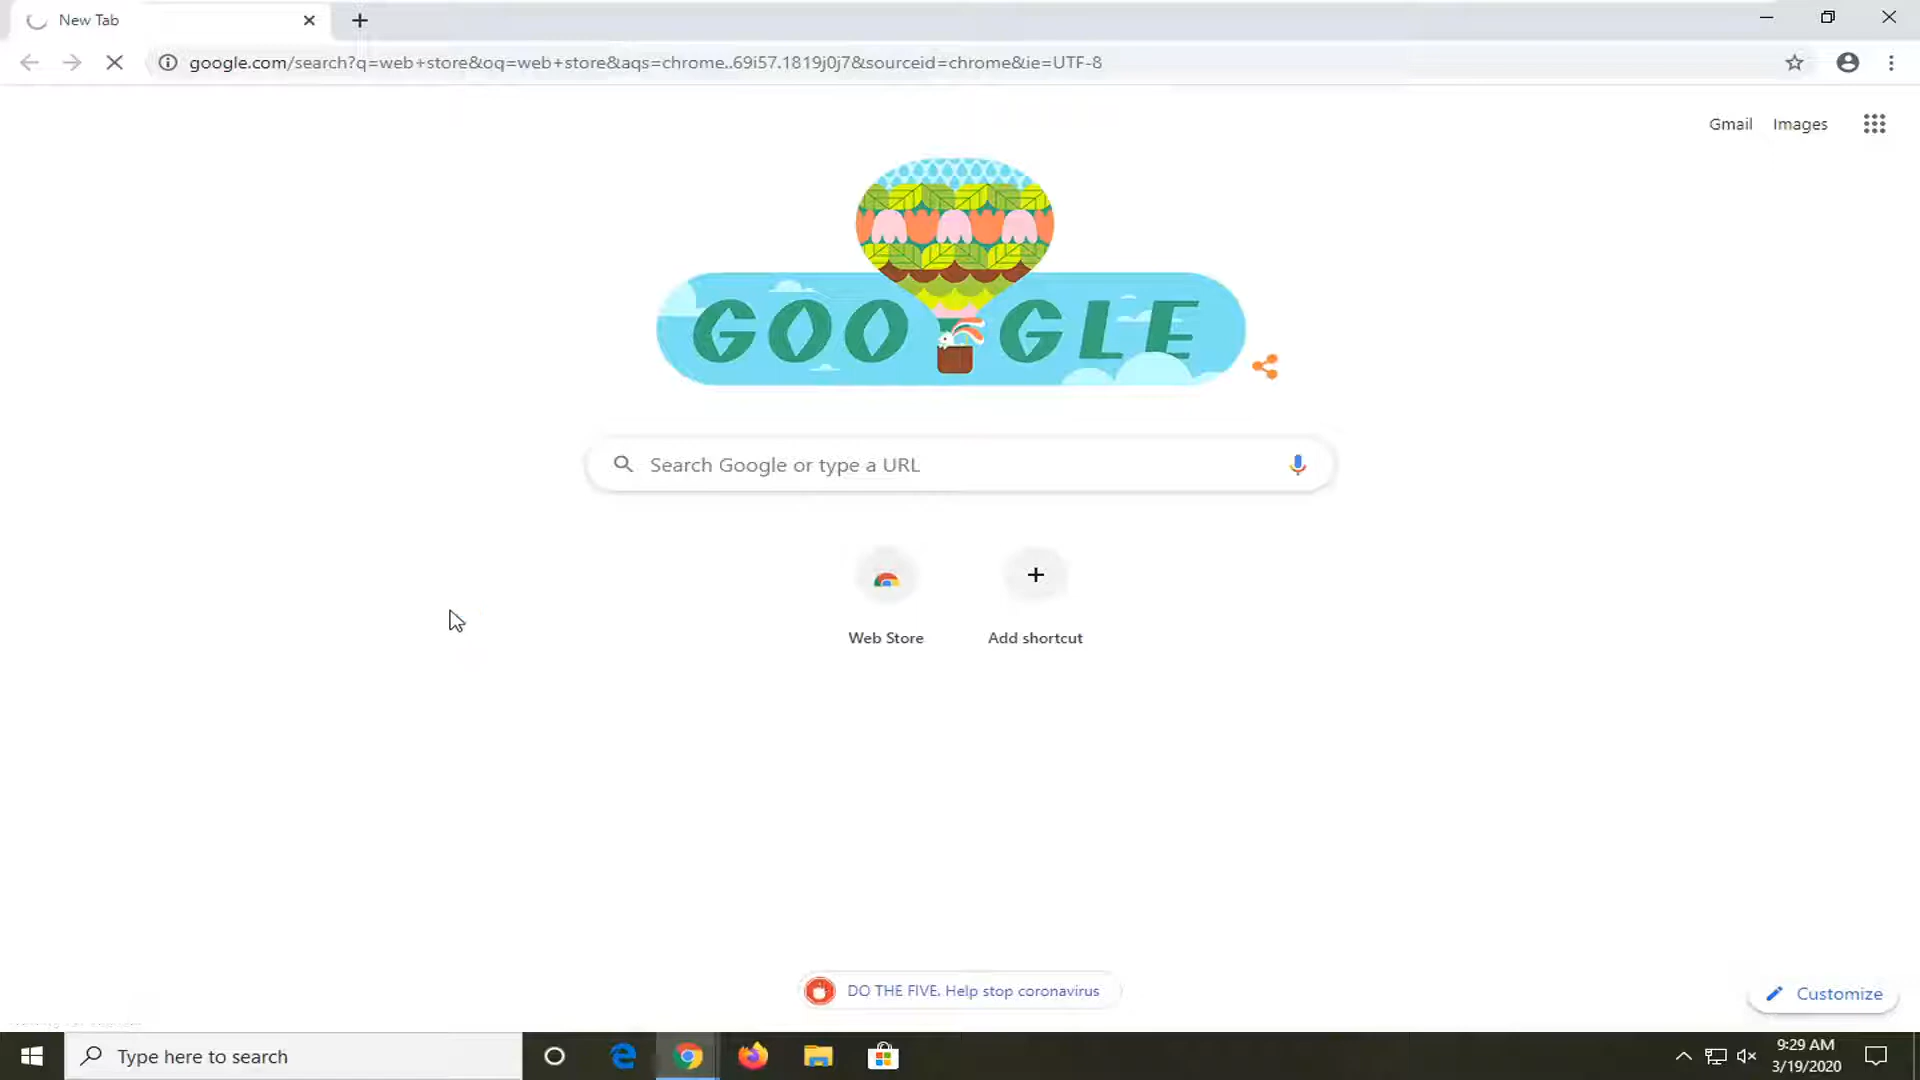 New Tab
google.com/search?q=web+store&oq=web+store&aqs=chrome..69i57.1819j0j7&sourceid=chrome&ie=UTF-8
Gmail Images
GOOGLE
Search Google or type a URL
Web Store Add shortcut
DO THE FIVE. Help stop coronavirus
Customize
Type here to search
9:29 AM
3/19/2020